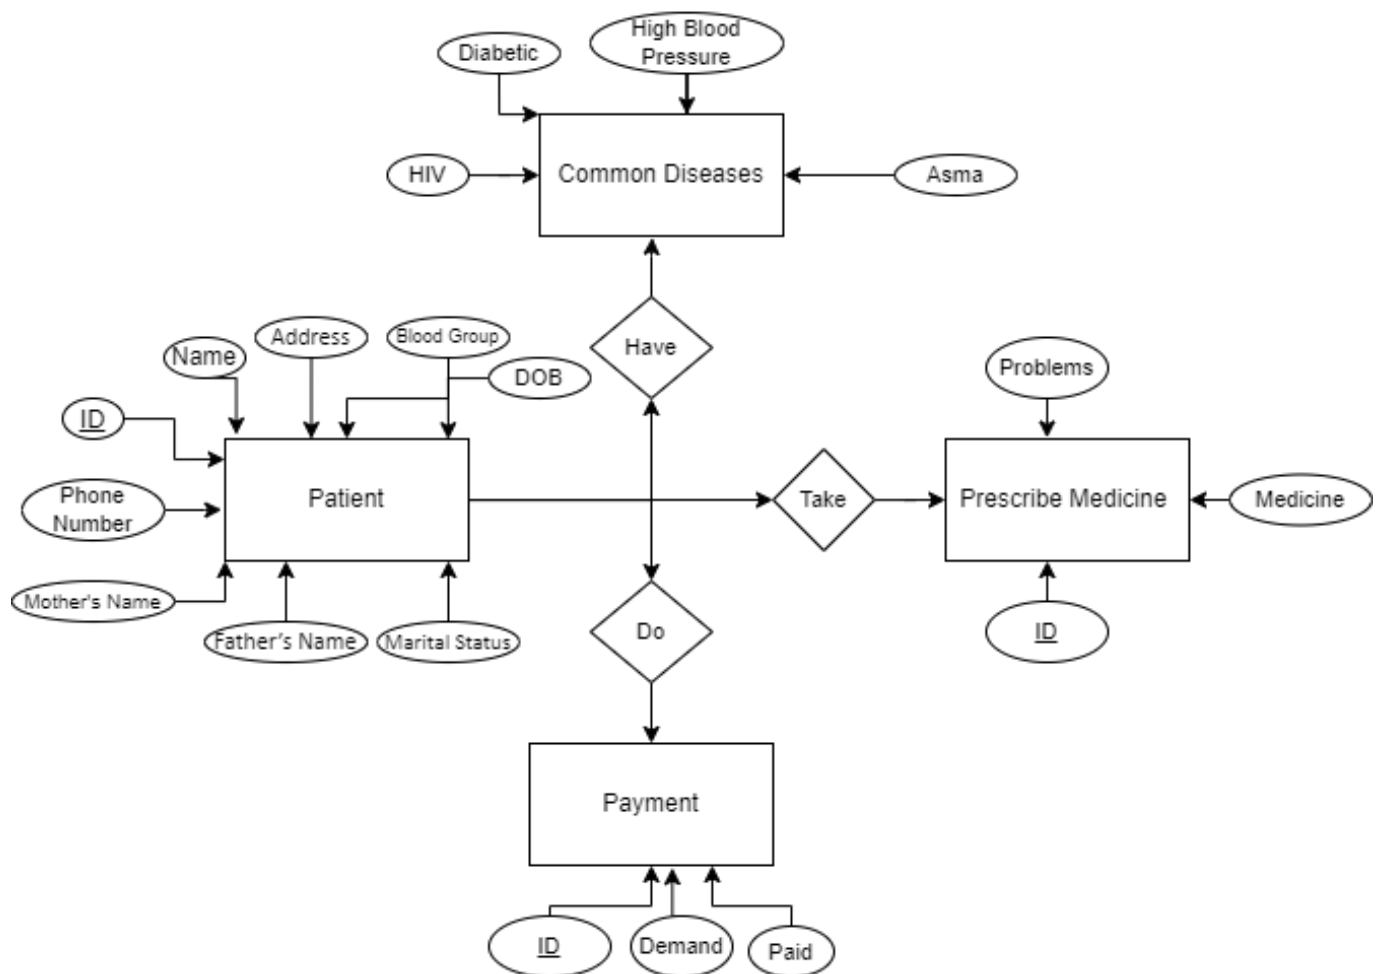 High Blood
Pressure
Diabetic
HIV
Common Diseases
Asma
Name
Address
Blood Group
DOB
Have
Problems
ID
Phone
Number
Patient
Take
Prescribe Medicine
Medicine
Mother's Name
Father’s Name
Marital Status
Do
ID
Payment
ID
Demand
Paid